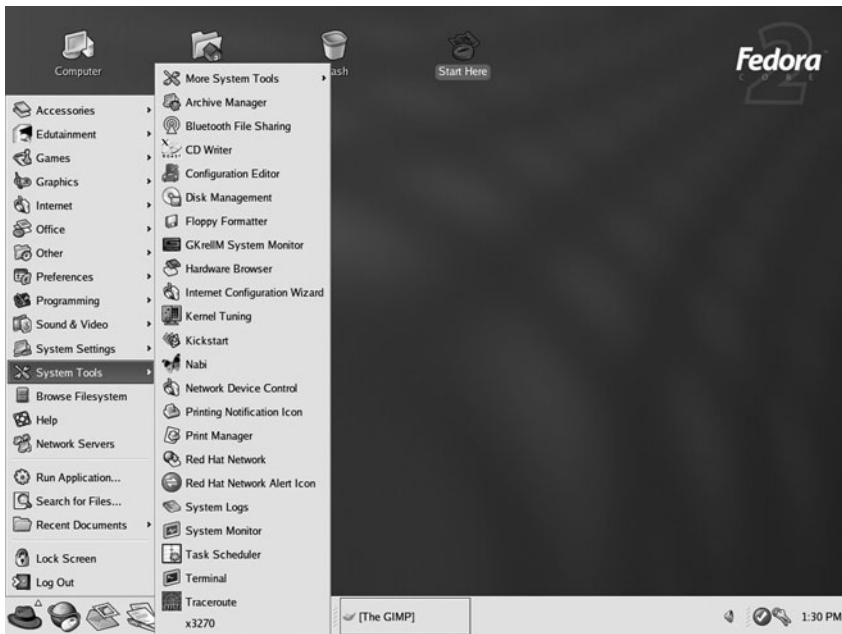 Computer
ash
Start Here
Fedora
CORE
2
Accessories
Edutainment
Games
Graphics
Internet
Office
Other
Preferences
Programming
Sound & Video
System Settings
System Tools
Browse Filesystem
Help
Network Servers
Run Application...
Search for Files...
Recent Documents
Lock Screen
Log Out
More System Tools
Archive Manager
Bluetooth File Sharing
CD Writer
Configuration Editor
Disk Management
Floppy Formatter
GKrellM System Monitor
Hardware Browser
Internet Configuration Wizard
Kernel Tuning
Kickstart
Nabi
Network Device Control
Printing Notification Icon
Print Manager
Red Hat Network
Red Hat Network Alert Icon
System Logs
System Monitor
Task Scheduler
Terminal
Traceroute
x3270
[The GIMP]
1:30 PM